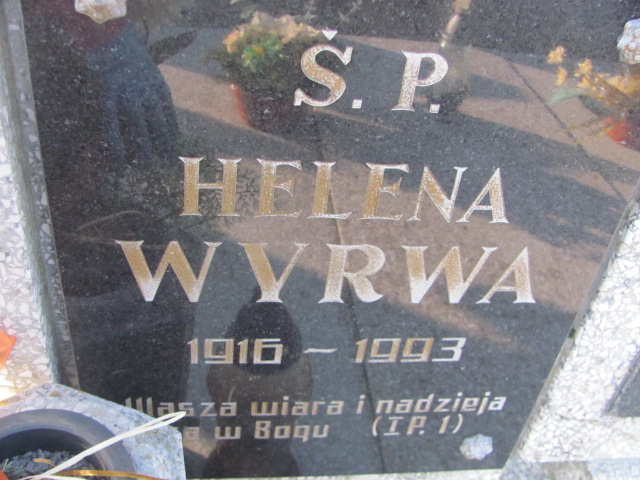 Ś. P.
HELENA
WYRWA
1916 - 1993
Wasza wiara i nadzieja
w Bogu (I P. 1)